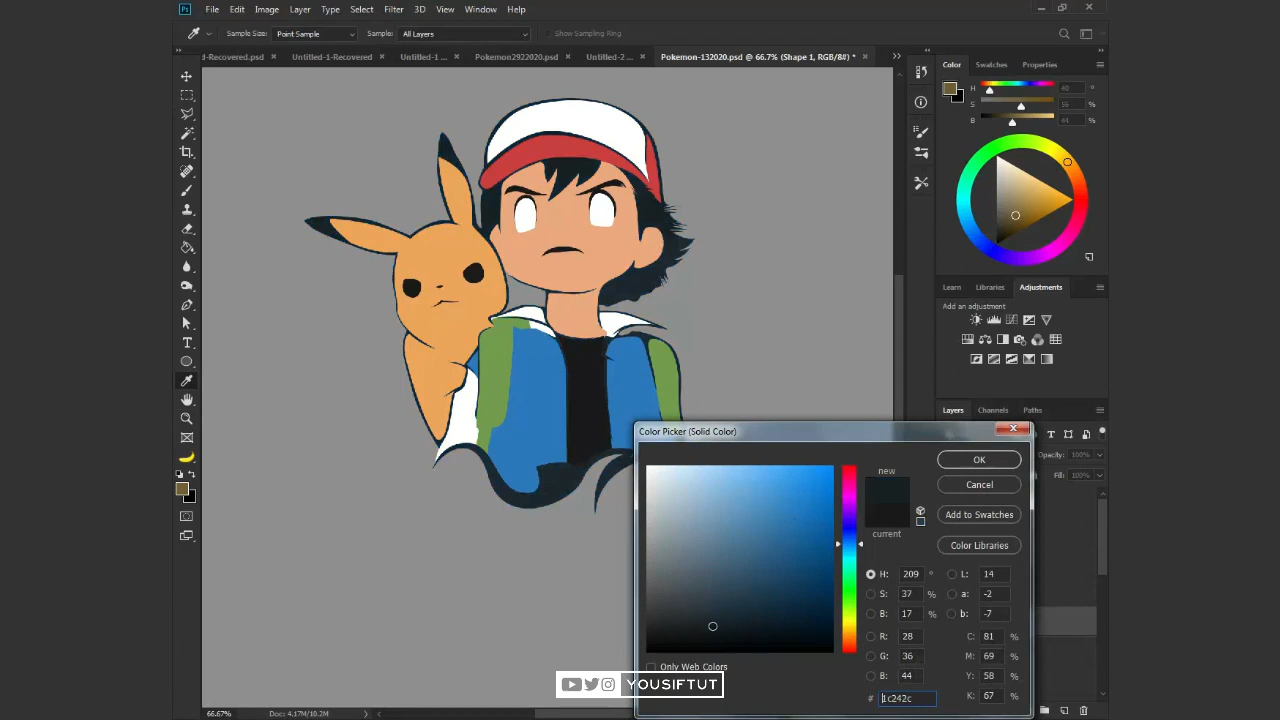 Ps File Edit Image Layer Type Select Filter 3D View Window Help
Sample Size: Point Sample Sample: All Layers Show Sampling Ring
d-Recovered.psd Untitled-1-Recovered Untitled-1 ... Pokemon2922020.psd Untitled-2 ... Pokemon-132020.psd @ 66.7% (Shape 1, RGB/8#) *
Color Swatches Properties
H 40 °
S 56 %
B 44 %
Learn Libraries Adjustments
Add an adjustment
Layers Channels Paths
Opacity: 100%
Fill: 100%
Color Picker (Solid Color)
new
current
OK
Cancel
Add to Swatches
Color Libraries
H: 209 ° L: 14
S: 37 % a: -2
B: 17 % b: -7
R: 28 C: 81 %
G: 36 M: 69 %
B: 44 Y: 58 %
# 1c242c K: 67 %
Only Web Colors
YOUSIFTUT
66.67% Doc: 4.17M/10.2M